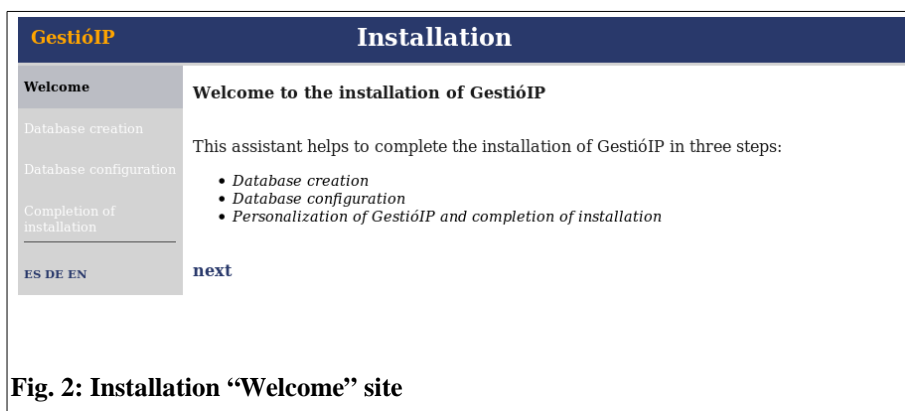 GestióIP
Installation
Welcome
Database creation
Database configuration
Completion of
installation
ES DE EN
Welcome to the installation of GestióIP
This assistant helps to complete the installation of GestióIP in three steps:
• Database creation
• Database configuration
• Personalization of GestióIP and completion of installation
next
Fig. 2: Installation “Welcome” site